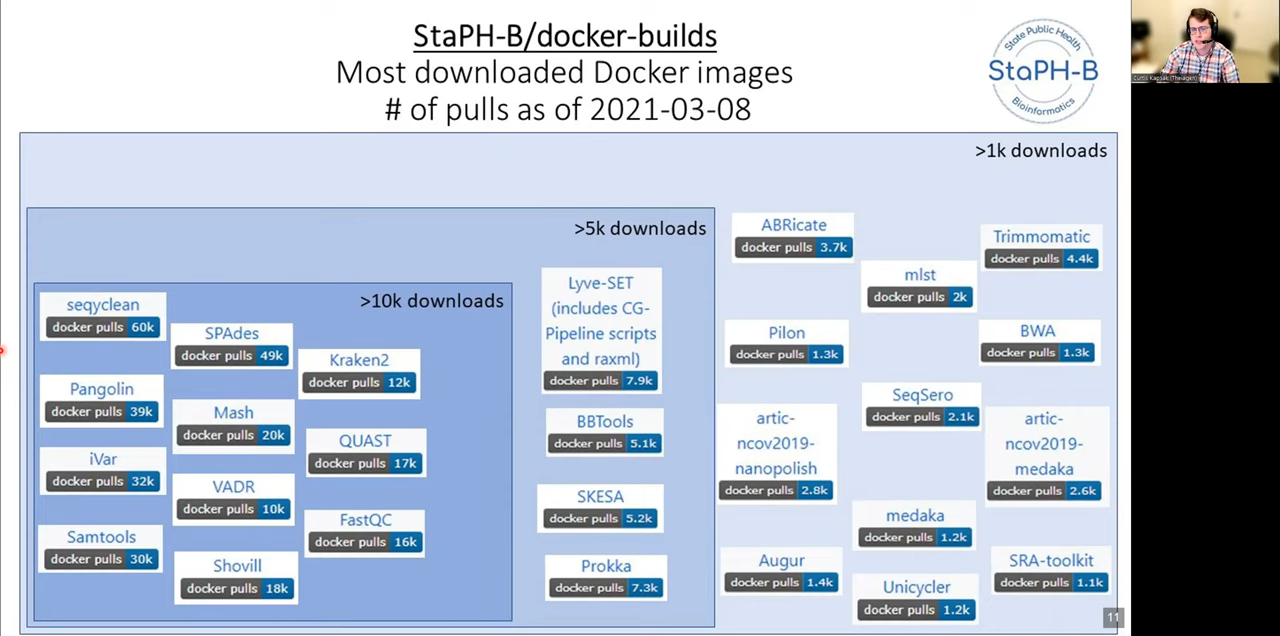 StaPH-B/docker-builds
Most downloaded Docker images
# of pulls as of 2021-03-08
State Public Health
StaPH-B
Bioinformatics
Curtis Kapsak (Theiagen)
>1k downloads
>5k downloads
>10k downloads
seqyclean
docker pulls 60k
SPAdes
docker pulls 49k
Kraken2
docker pulls 12k
Pangolin
docker pulls 39k
Mash
docker pulls 20k
QUAST
docker pulls 17k
iVar
docker pulls 32k
VADR
docker pulls 10k
FastQC
docker pulls 16k
Samtools
docker pulls 30k
Shovill
docker pulls 18k
Lyve-SET
(includes CG-
Pipeline scripts
and raxml)
docker pulls 7.9k
BBTools
docker pulls 5.1k
SKESA
docker pulls 5.2k
Prokka
docker pulls 7.3k
ABRicate
docker pulls 3.7k
Trimmomatic
docker pulls 4.4k
mlst
docker pulls 2k
Pilon
docker pulls 1.3k
BWA
docker pulls 1.3k
SeqSero
docker pulls 2.1k
artic-
ncov2019-
nanopolish
docker pulls 2.8k
artic-
ncov2019-
medaka
docker pulls 2.6k
medaka
docker pulls 1.2k
Augur
docker pulls 1.4k
Unicycler
docker pulls 1.2k
SRA-toolkit
docker pulls 1.1k
11